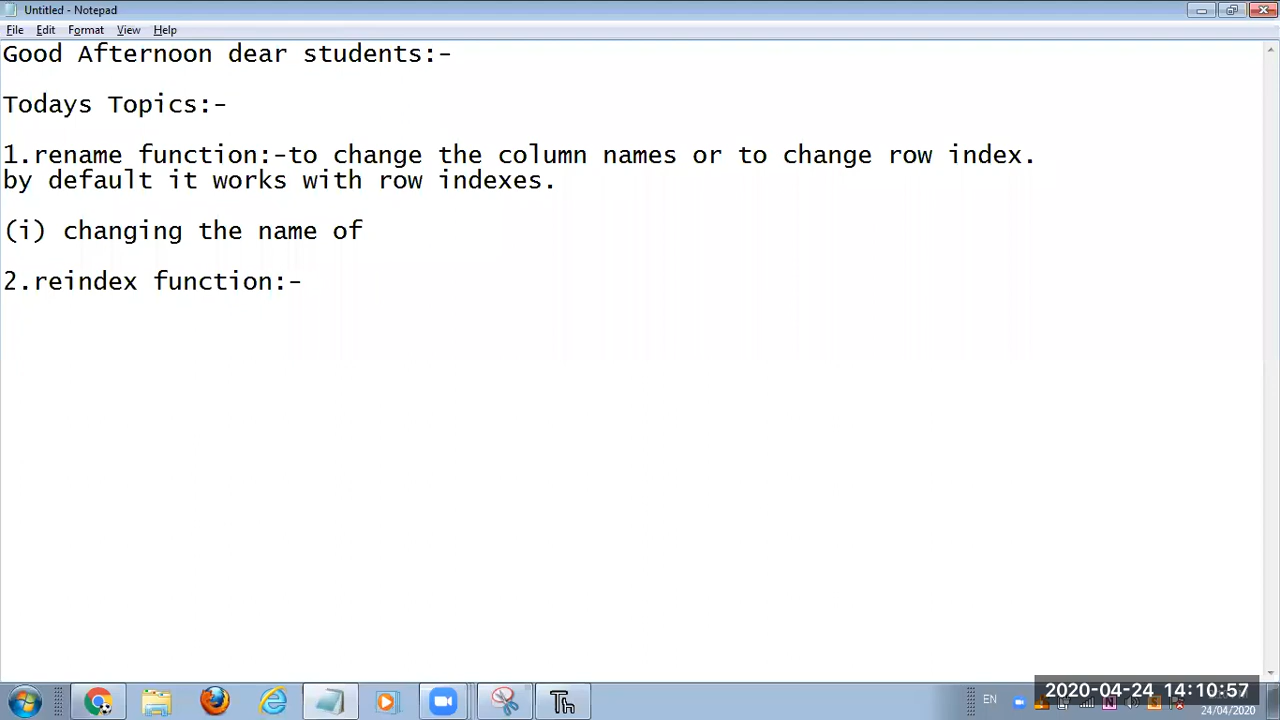 Untitled - Notepad
File Edit Format View Help
Good Afternoon dear students:-
Todays Topics:-
1.rename function:-to change the column names or to change row index.
by default it works with row indexes.
(i) changing the name of
2.reindex function:-
EN
2020-04-24 14:10:57
24/04/2020